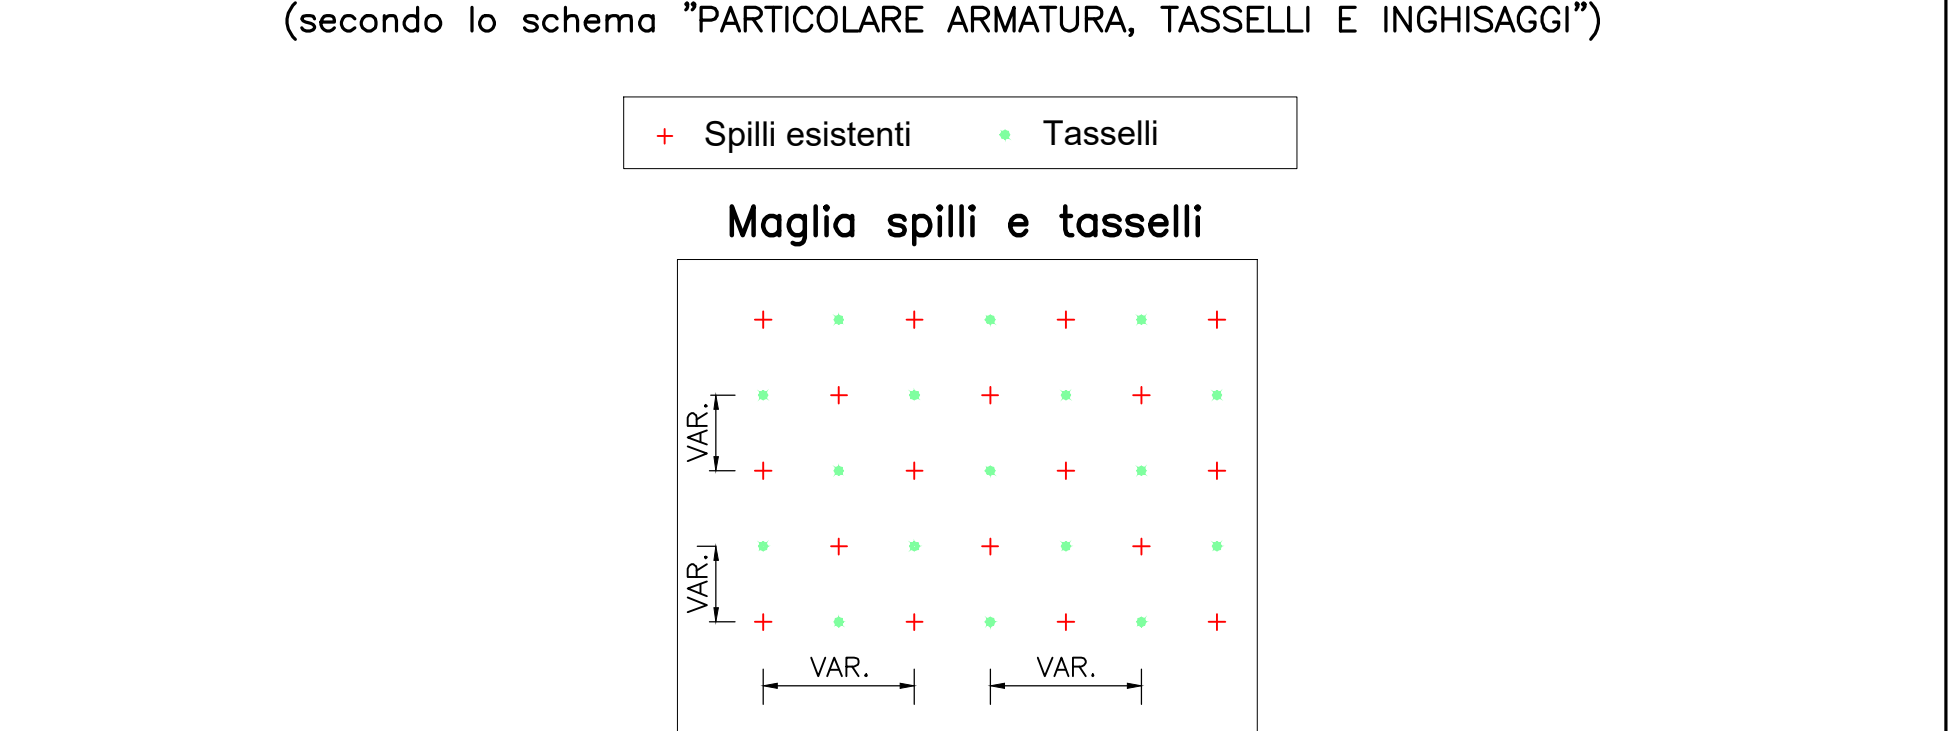 (secondo lo schema "PARTICOLARE ARMATURA, TASSELLI E INGHISAGGI")
Spilli esistenti
Tasselli
Maglia spilli e tasselli
VAR.
VAR.
VAR.
VAR.